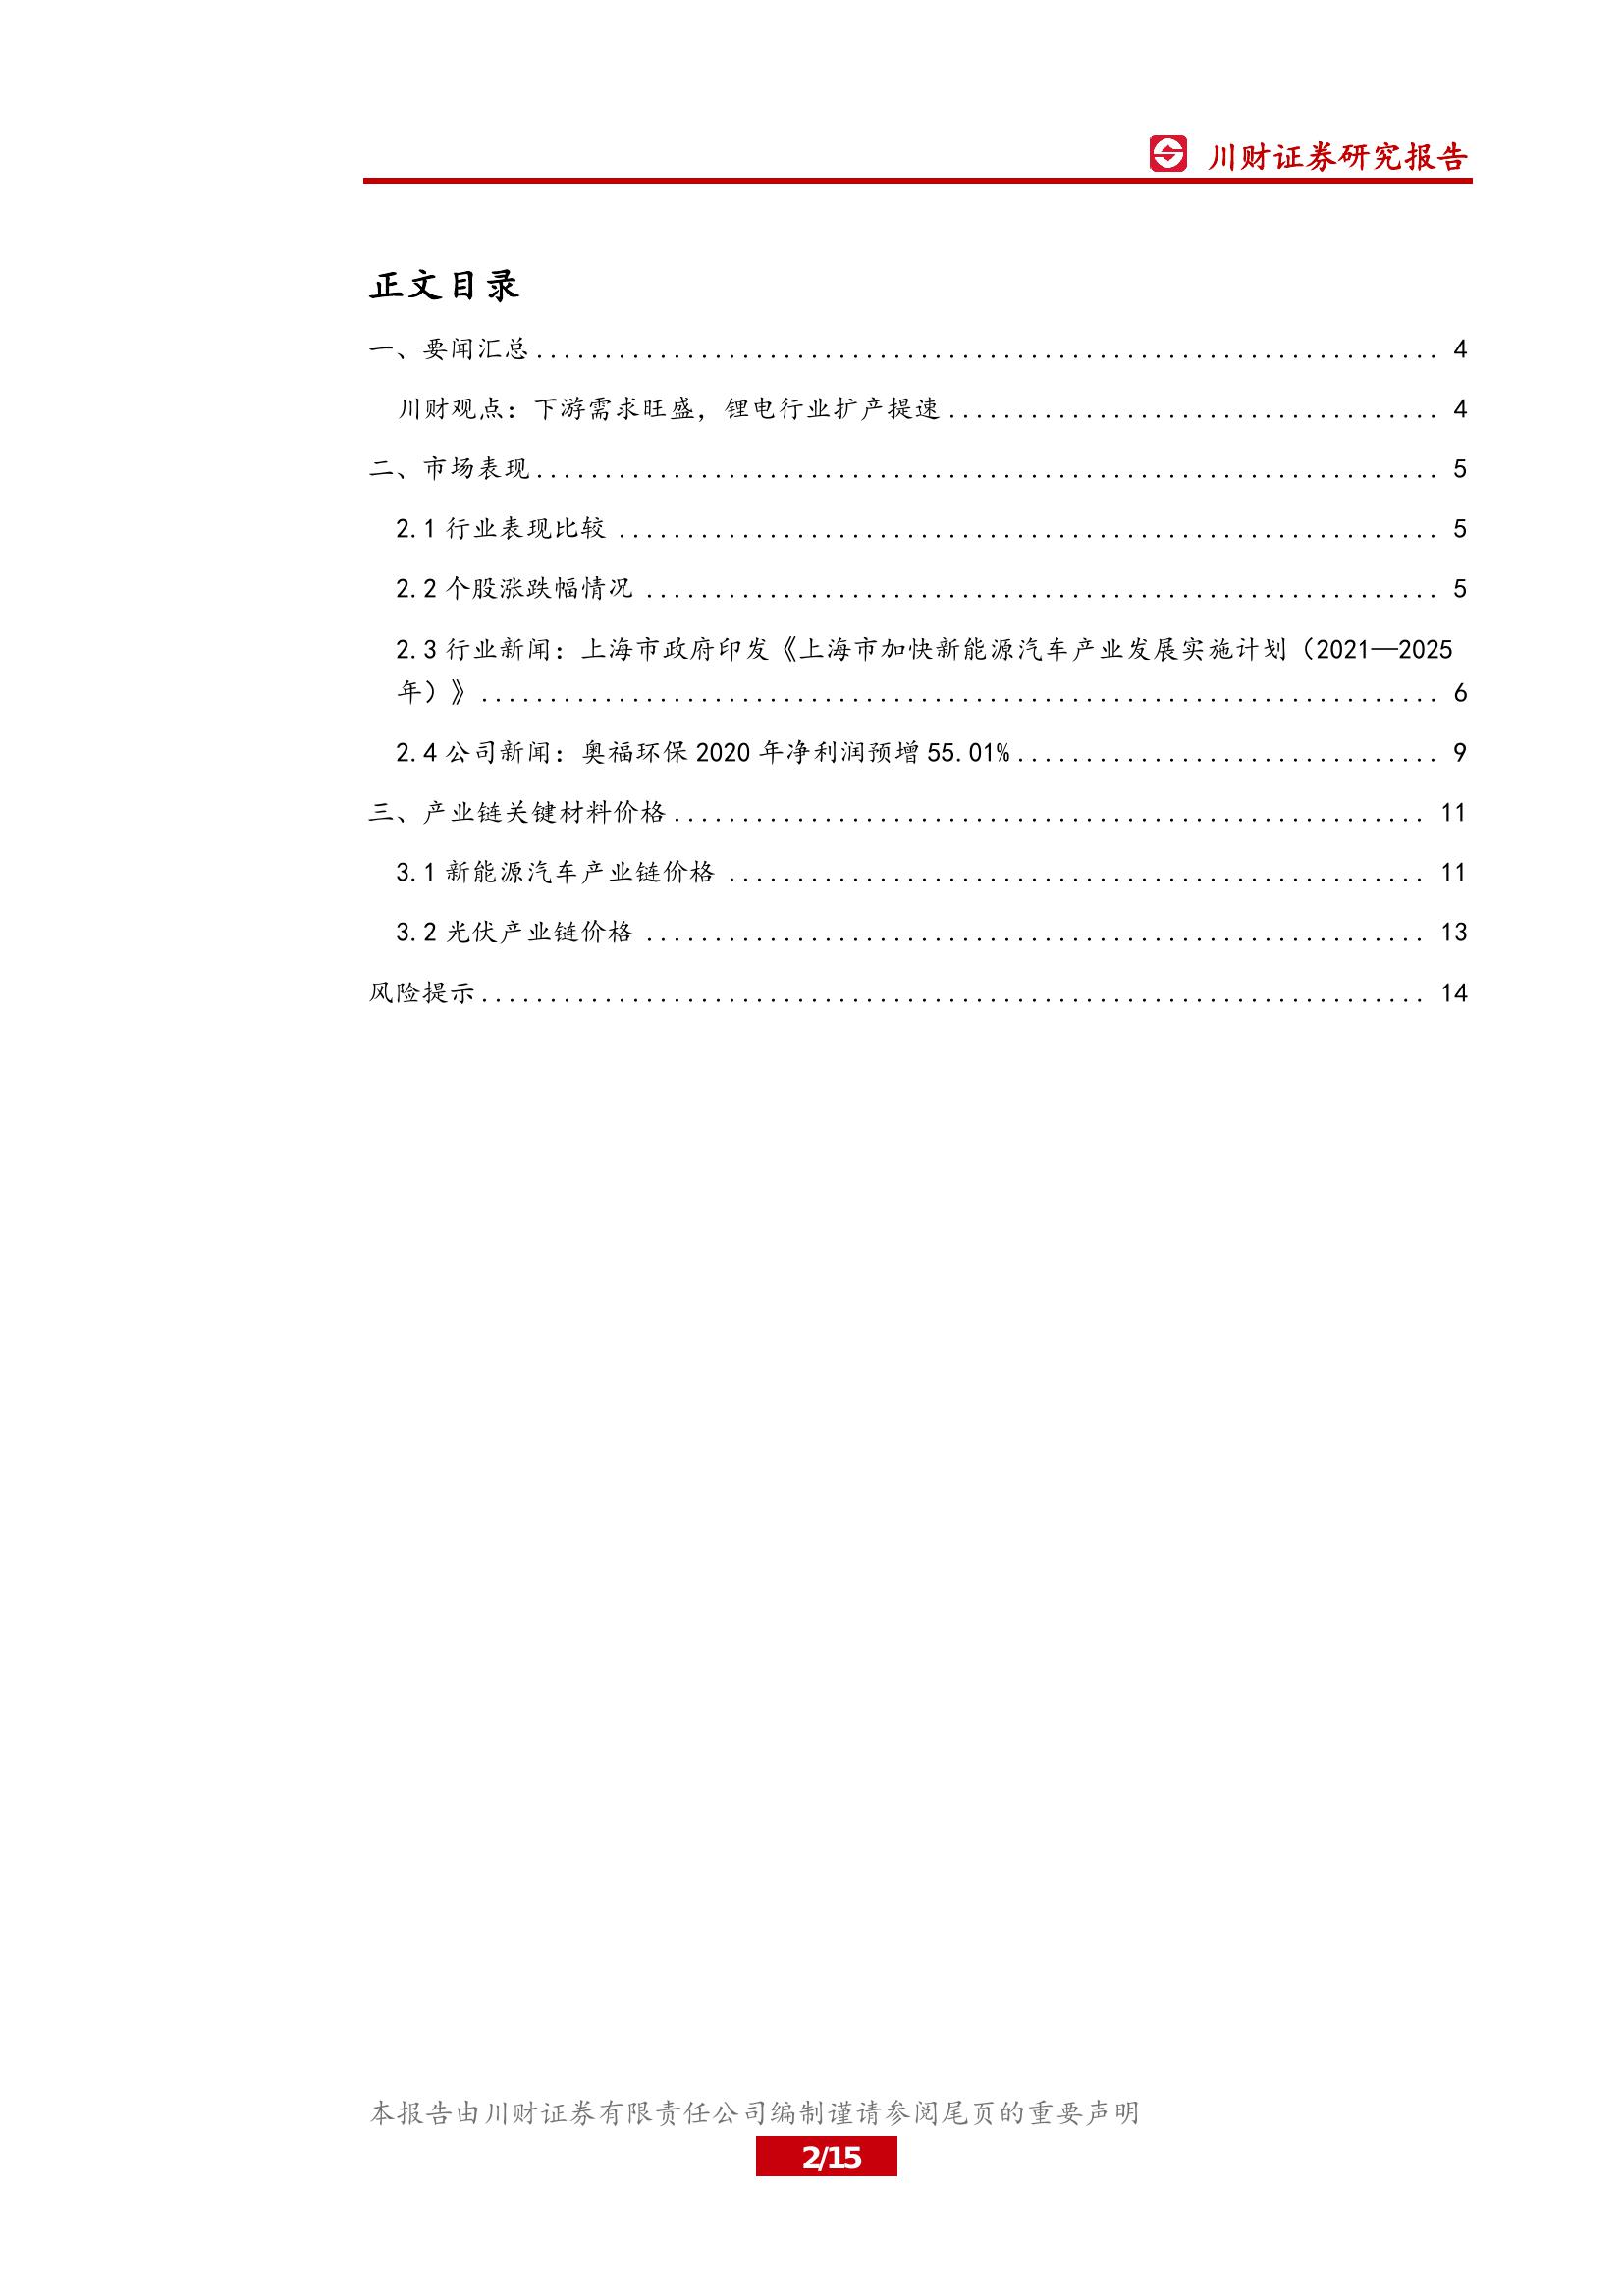 川财证券研究报告
正文目录
一、要闻汇总.................................................................. 4
川财观点：下游需求旺盛，锂电行业扩产提速.................................... 4
二、市场表现.................................................................. 5
2.1 行业表现比较 ............................................................ 5
2.2 个股涨跌幅情况 .......................................................... 5
2.3 行业新闻：上海市政府印发《上海市加快新能源汽车产业发展实施计划（2021—2025
年）》...................................................................... 6
2.4 公司新闻：奥福环保 2020 年净利润预增 55.01%............................... 9
三、产业链关键材料价格....................................................... 11
3.1 新能源汽车产业链价格 ................................................... 11
3.2 光伏产业链价格 ......................................................... 13
风险提示..................................................................... 14
本报告由川财证券有限责任公司编制谨请参阅尾页的重要声明
2/15